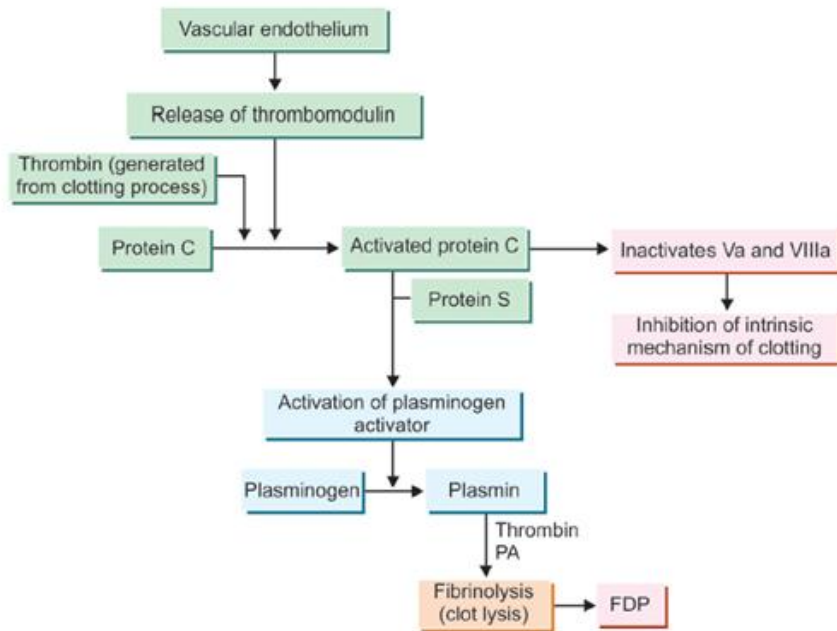 Vascular endothelium
Release of thrombomodulin
Thrombin (generated
from clotting process)
Protein C
Activated protein C
Inactivates Va and VIIIa
Protein S
Inhibition of intrinsic
mechanism of clotting
Activation of plasminogen
activator
Plasminogen
Plasmin
Thrombin
PA
Fibrinolysis
(clot lysis)
FDP